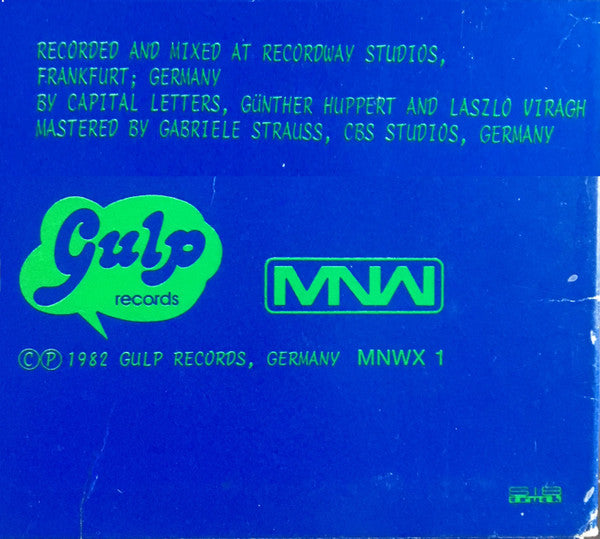 RECORDED AND MIXED AT RECORDWAY STUDIOS,
FRANKFURT; GERMANY
BY CAPITAL LETTERS, GÜNTHER HUPPERT AND LASZLO VIRAGH
MASTERED BY GABRIELE STRAUSS, CBS STUDIOS, GERMANY
Gulp
records
MNW
©℗ 1982 GULP RECORDS, GERMANY MNWX 1
SIB